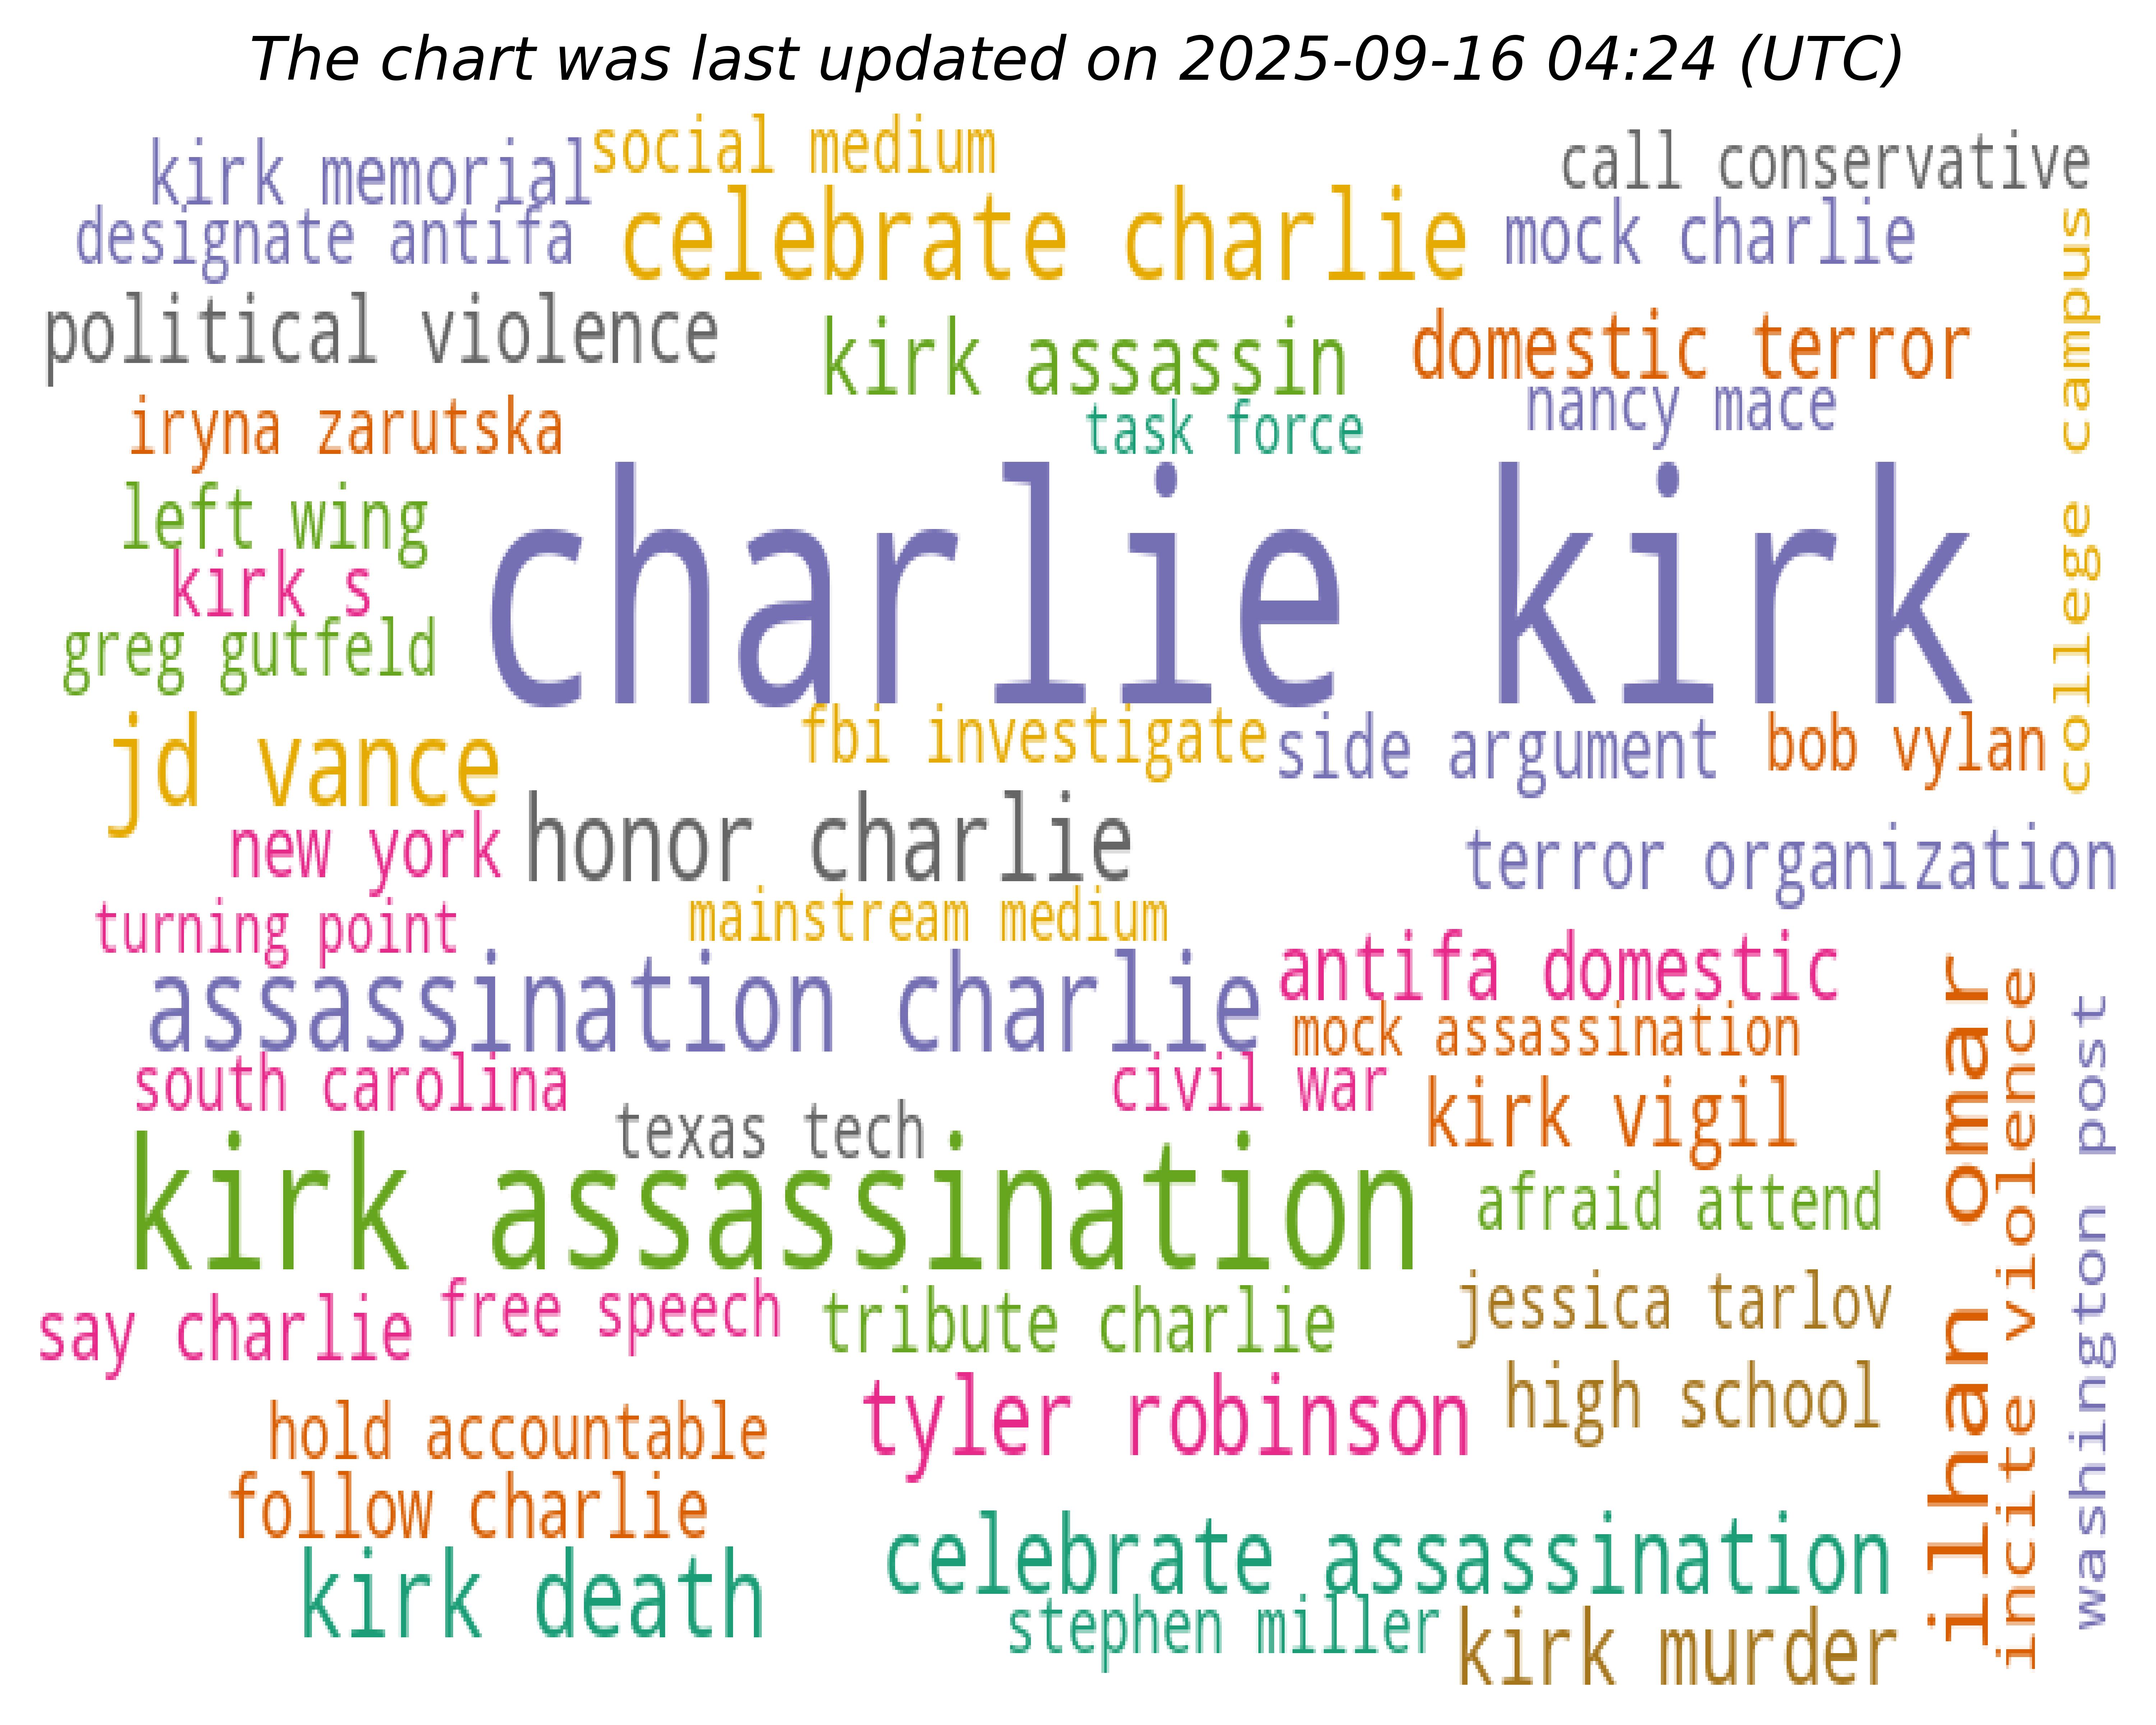 The chart was last updated on 2025-09-16 04:24 (UTC)
social medium
call conservative
kirk memorial
celebrate charlie
mock charlie
designate antifa
college campus
political violence
kirk assassin
domestic terror
nancy mace
iryna zarutska
task force
charlie kirk
left wing
kirk s
greg gutfeld
fbi investigate
side argument
bob vylan
jd vance
honor charlie
new york
terror organization
mainstream medium
turning point
antifa domestic
assassination charlie
mock assassination
ilhan omar
incite violence
washington post
south carolina
civil war
kirk vigil
texas tech
kirk assassination
afraid attend
jessica tarlov
free speech
say charlie
tribute charlie
high school
tyler robinson
hold accountable
follow charlie
celebrate assassination
kirk death
stephen miller
kirk murder